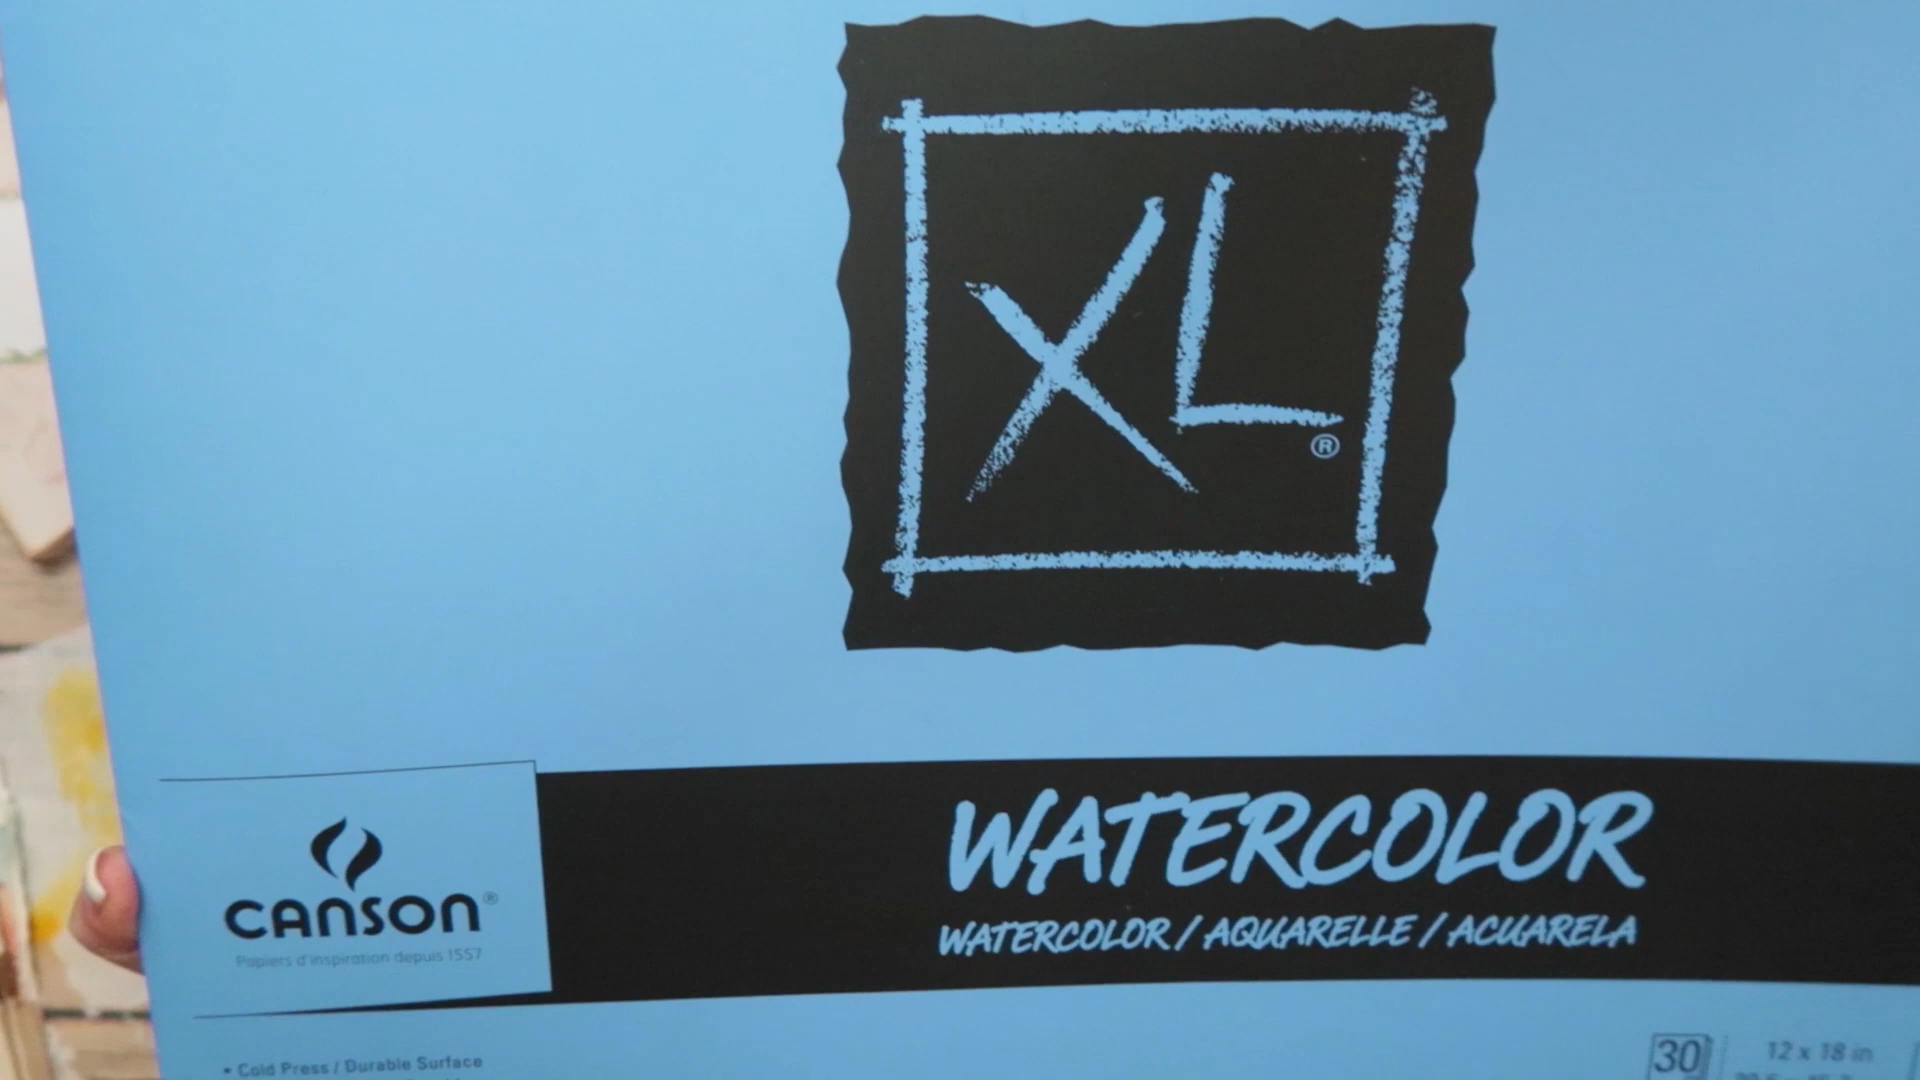 XL®
WATERCOLOR
CANSON®
Papiers d'inspiration depuis 1557
WATERCOLOR / AQUARELLE / ACUARELA
• Cold Press / Durable Surface
30
12 x 18 in